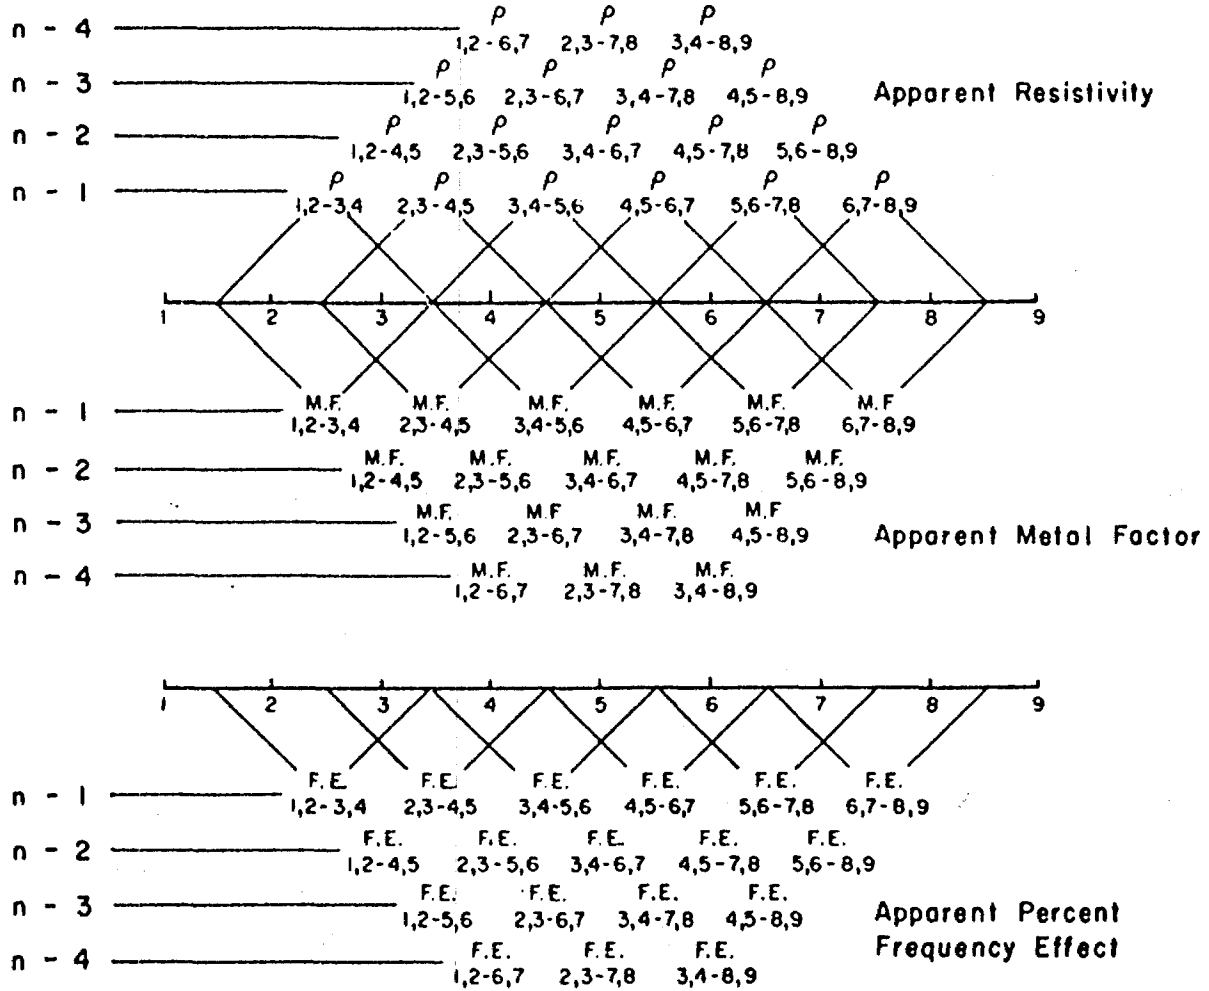 n - 4 ρ ρ ρ
1,2-6,7 2,3-7,8 3,4-8,9
n - 3 ρ ρ ρ ρ
1,2-5,6 2,3-6,7 3,4-7,8 4,5-8,9 Apparent Resistivity
n - 2 ρ ρ ρ ρ ρ
1,2-4,5 2,3-5,6 3,4-6,7 4,5-7,8 5,6-8,9
n - 1 ρ ρ ρ ρ ρ ρ
1,2-3,4 2,3-4,5 3,4-5,6 4,5-6,7 5,6-7,8 6,7-8,9
1 2 3 4 5 6 7 8 9
n - 1 M.F. M.F. M.F. M.F. M.F. M.F
1,2-3,4 2,3-4,5 3,4-5,6 4,5-6,7 5,6-7,8 6,7-8,9
n - 2 M.F. M.F. M.F. M.F. M.F.
1,2-4,5 2,3-5,6 3,4-6,7 4,5-7,8 5,6-8,9
n - 3 M.F. M.F M.F. M.F
1,2-5,6 2,3-6,7 3,4-7,8 4,5-8,9 Apparent Metal Factor
n - 4 M.F. M.F. M.F.
1,2-6,7 2,3-7,8 3,4-8,9
1 2 3 4 5 6 7 8 9
n - 1 F.E. F.E. F.E. F.E. F.E. F.E.
1,2-3,4 2,3-4,5 3,4-5,6 4,5-6,7 5,6-7,8 6,7-8,9
n - 2 F.E. F.E. F.E. F.E. F.E.
1,2-4,5 2,3-5,6 3,4-6,7 4,5-7,8 5,6-8,9
n - 3 F.E. F.E. F.E. F.E.
1,2-5,6 2,3-6,7 3,4-7,8 4,5-8,9 Apparent Percent
Frequency Effect
n - 4 F.E. F.E. F.E.
1,2-6,7 2,3-7,8 3,4-8,9